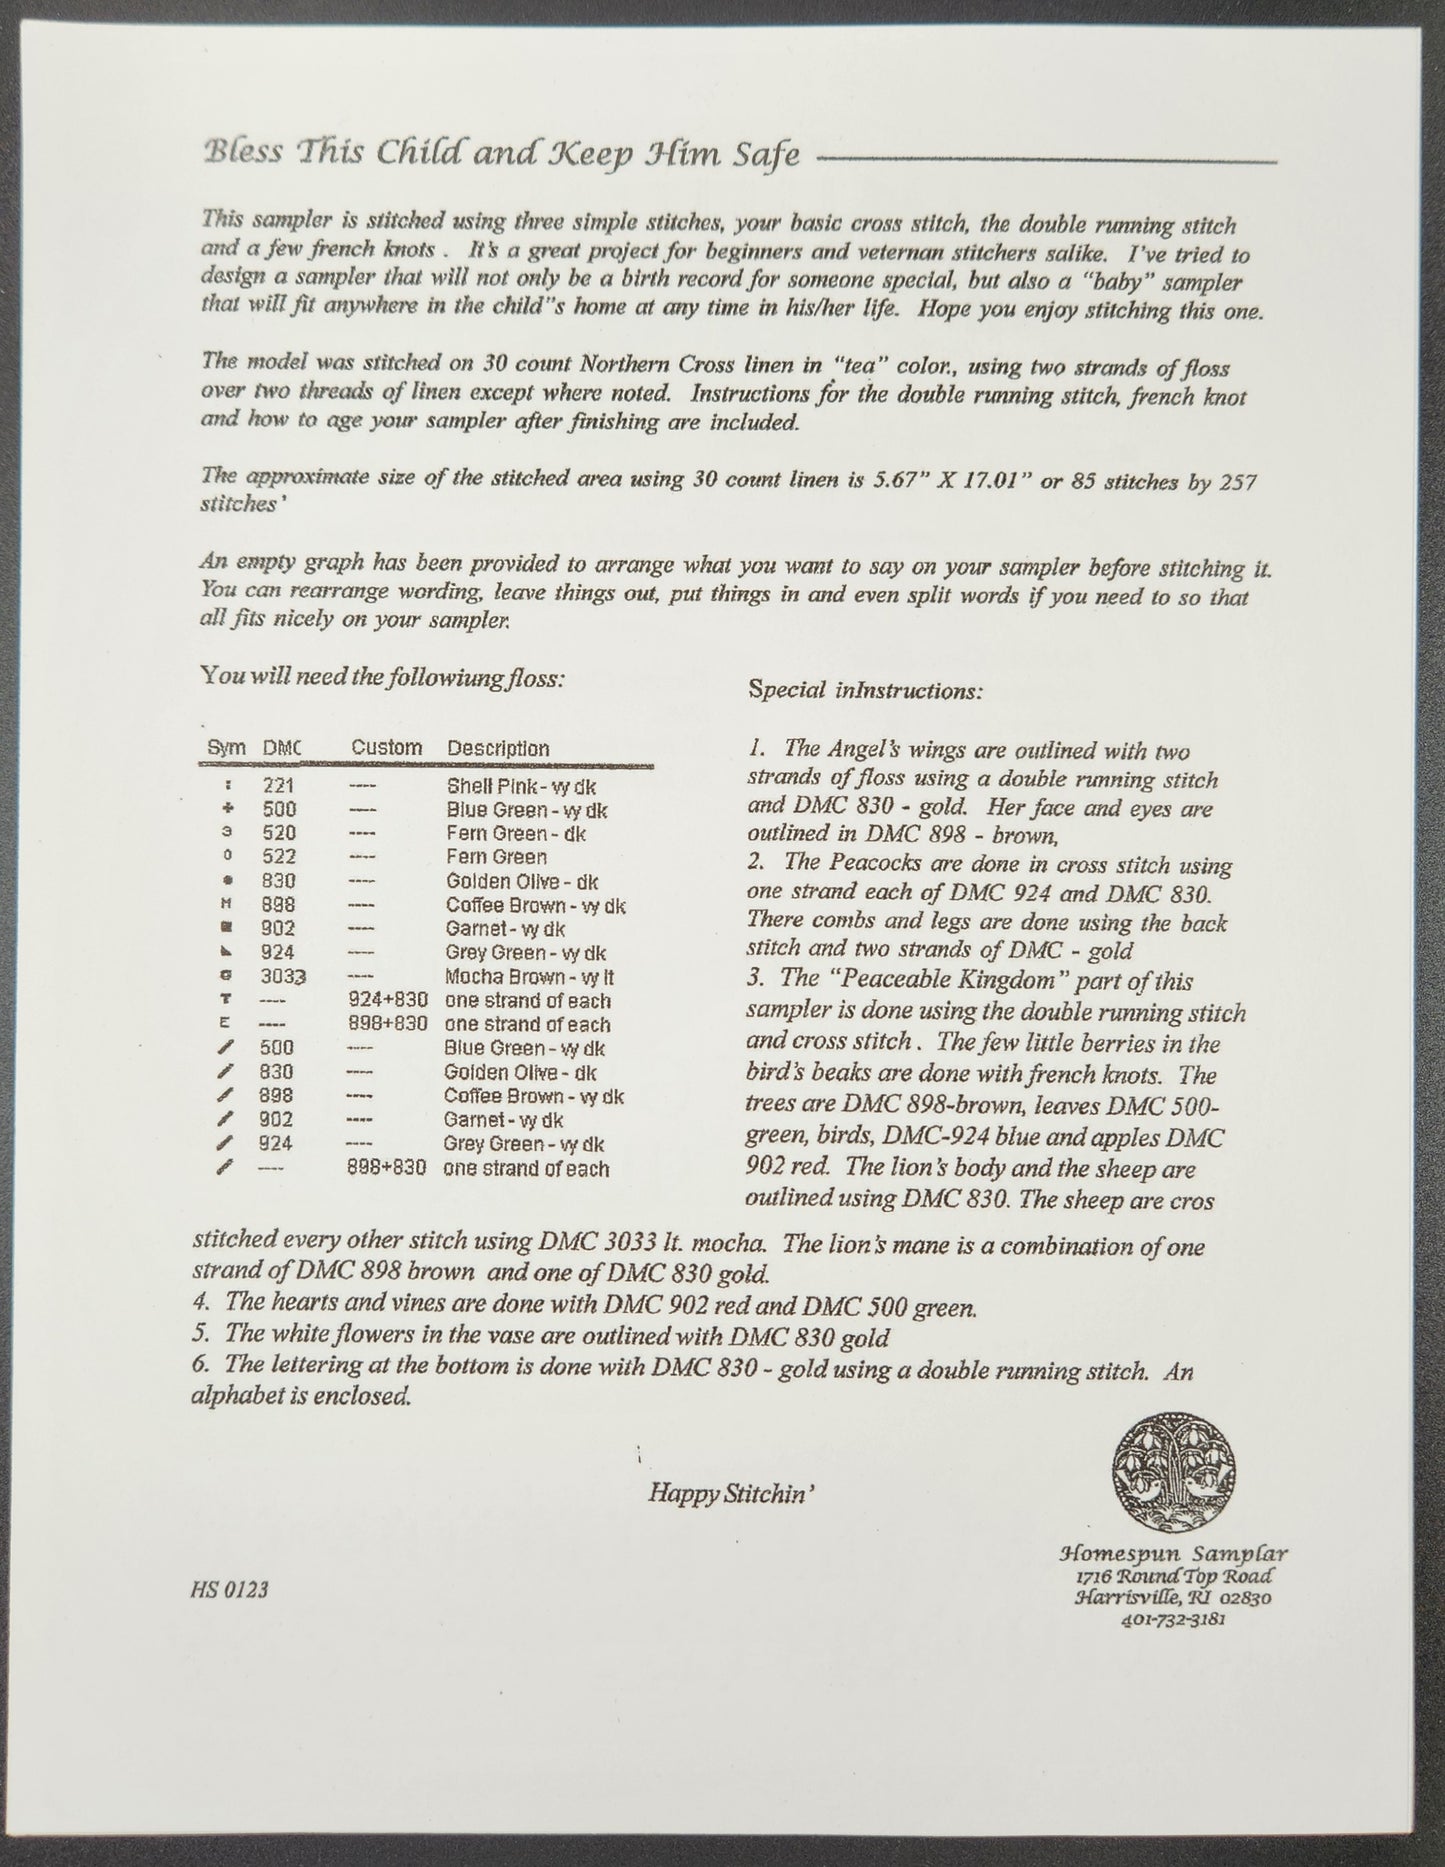 Bless This Child and Keep Him Safe
This sampler is stitched using three simple stitches, your basic cross stitch, the double running stitch
and a few french knots . It's a great project for beginners and veternan stitchers salike. I've tried to
design a sampler that will not only be a birth record for someone special, but also a “baby” sampler
that will fit anywhere in the child"s home at any time in his/her life. Hope you enjoy stitching this one.
The model was stitched on 30 count Northern Cross linen in “tea” color., using two strands of floss
over two threads of linen except where noted. Instructions for the double running stitch, french knot
and how to age your sampler after finishing are included.
The approximate size of the stitched area using 30 count linen is 5.67” X 17.01” or 85 stitches by 257
stitches’
An empty graph has been provided to arrange what you want to say on your sampler before stitching it.
You can rearrange wording, leave things out, put things in and even split words if you need to so that
all fits nicely on your sampler.
You will need the followiung floss:
Sym DMC Custom Description
: 221 ---- Shell Pink - vy dk
+ 500 ---- Blue Green - vy dk
3 520 ---- Fern Green - dk
0 522 ---- Fern Green
● 830 ---- Golden Olive - dk
M 898 ---- Coffee Brown - vy dk
■ 902 ---- Garnet - vy dk
◣ 924 ---- Grey Green - vy dk
3033 ---- Mocha Brown - vy lt
T ---- 924+830 one strand of each
E ---- 898+830 one strand of each
/ 500 ---- Blue Green - vy dk
/ 830 ---- Golden Olive - dk
/ 898 ---- Coffee Brown - vy dk
/ 902 ---- Garnet - vy dk
/ 924 ---- Grey Green - vy dk
/ ---- 898+830 one strand of each
Special inInstructions:
1. The Angel's wings are outlined with two
strands of floss using a double running stitch
and DMC 830 - gold. Her face and eyes are
outlined in DMC 898 - brown,
2. The Peacocks are done in cross stitch using
one strand each of DMC 924 and DMC 830.
There combs and legs are done using the back
stitch and two strands of DMC - gold
3. The “Peaceable Kingdom” part of this
sampler is done using the double running stitch
and cross stitch . The few little berries in the
bird's beaks are done with french knots. The
trees are DMC 898-brown, leaves DMC 500-
green, birds, DMC-924 blue and apples DMC
902 red. The lion's body and the sheep are
outlined using DMC 830. The sheep are cros
stitched every other stitch using DMC 3033 lt. mocha. The lion's mane is a combination of one
strand of DMC 898 brown and one of DMC 830 gold.
4. The hearts and vines are done with DMC 902 red and DMC 500 green.
5. The white flowers in the vase are outlined with DMC 830 gold
6. The lettering at the bottom is done with DMC 830 - gold using a double running stitch. An
alphabet is enclosed.
Happy Stitchin’
HS 0123
Homespun Samplar
1716 Round Top Road
Harrisville, RI 02830
401-732-3181